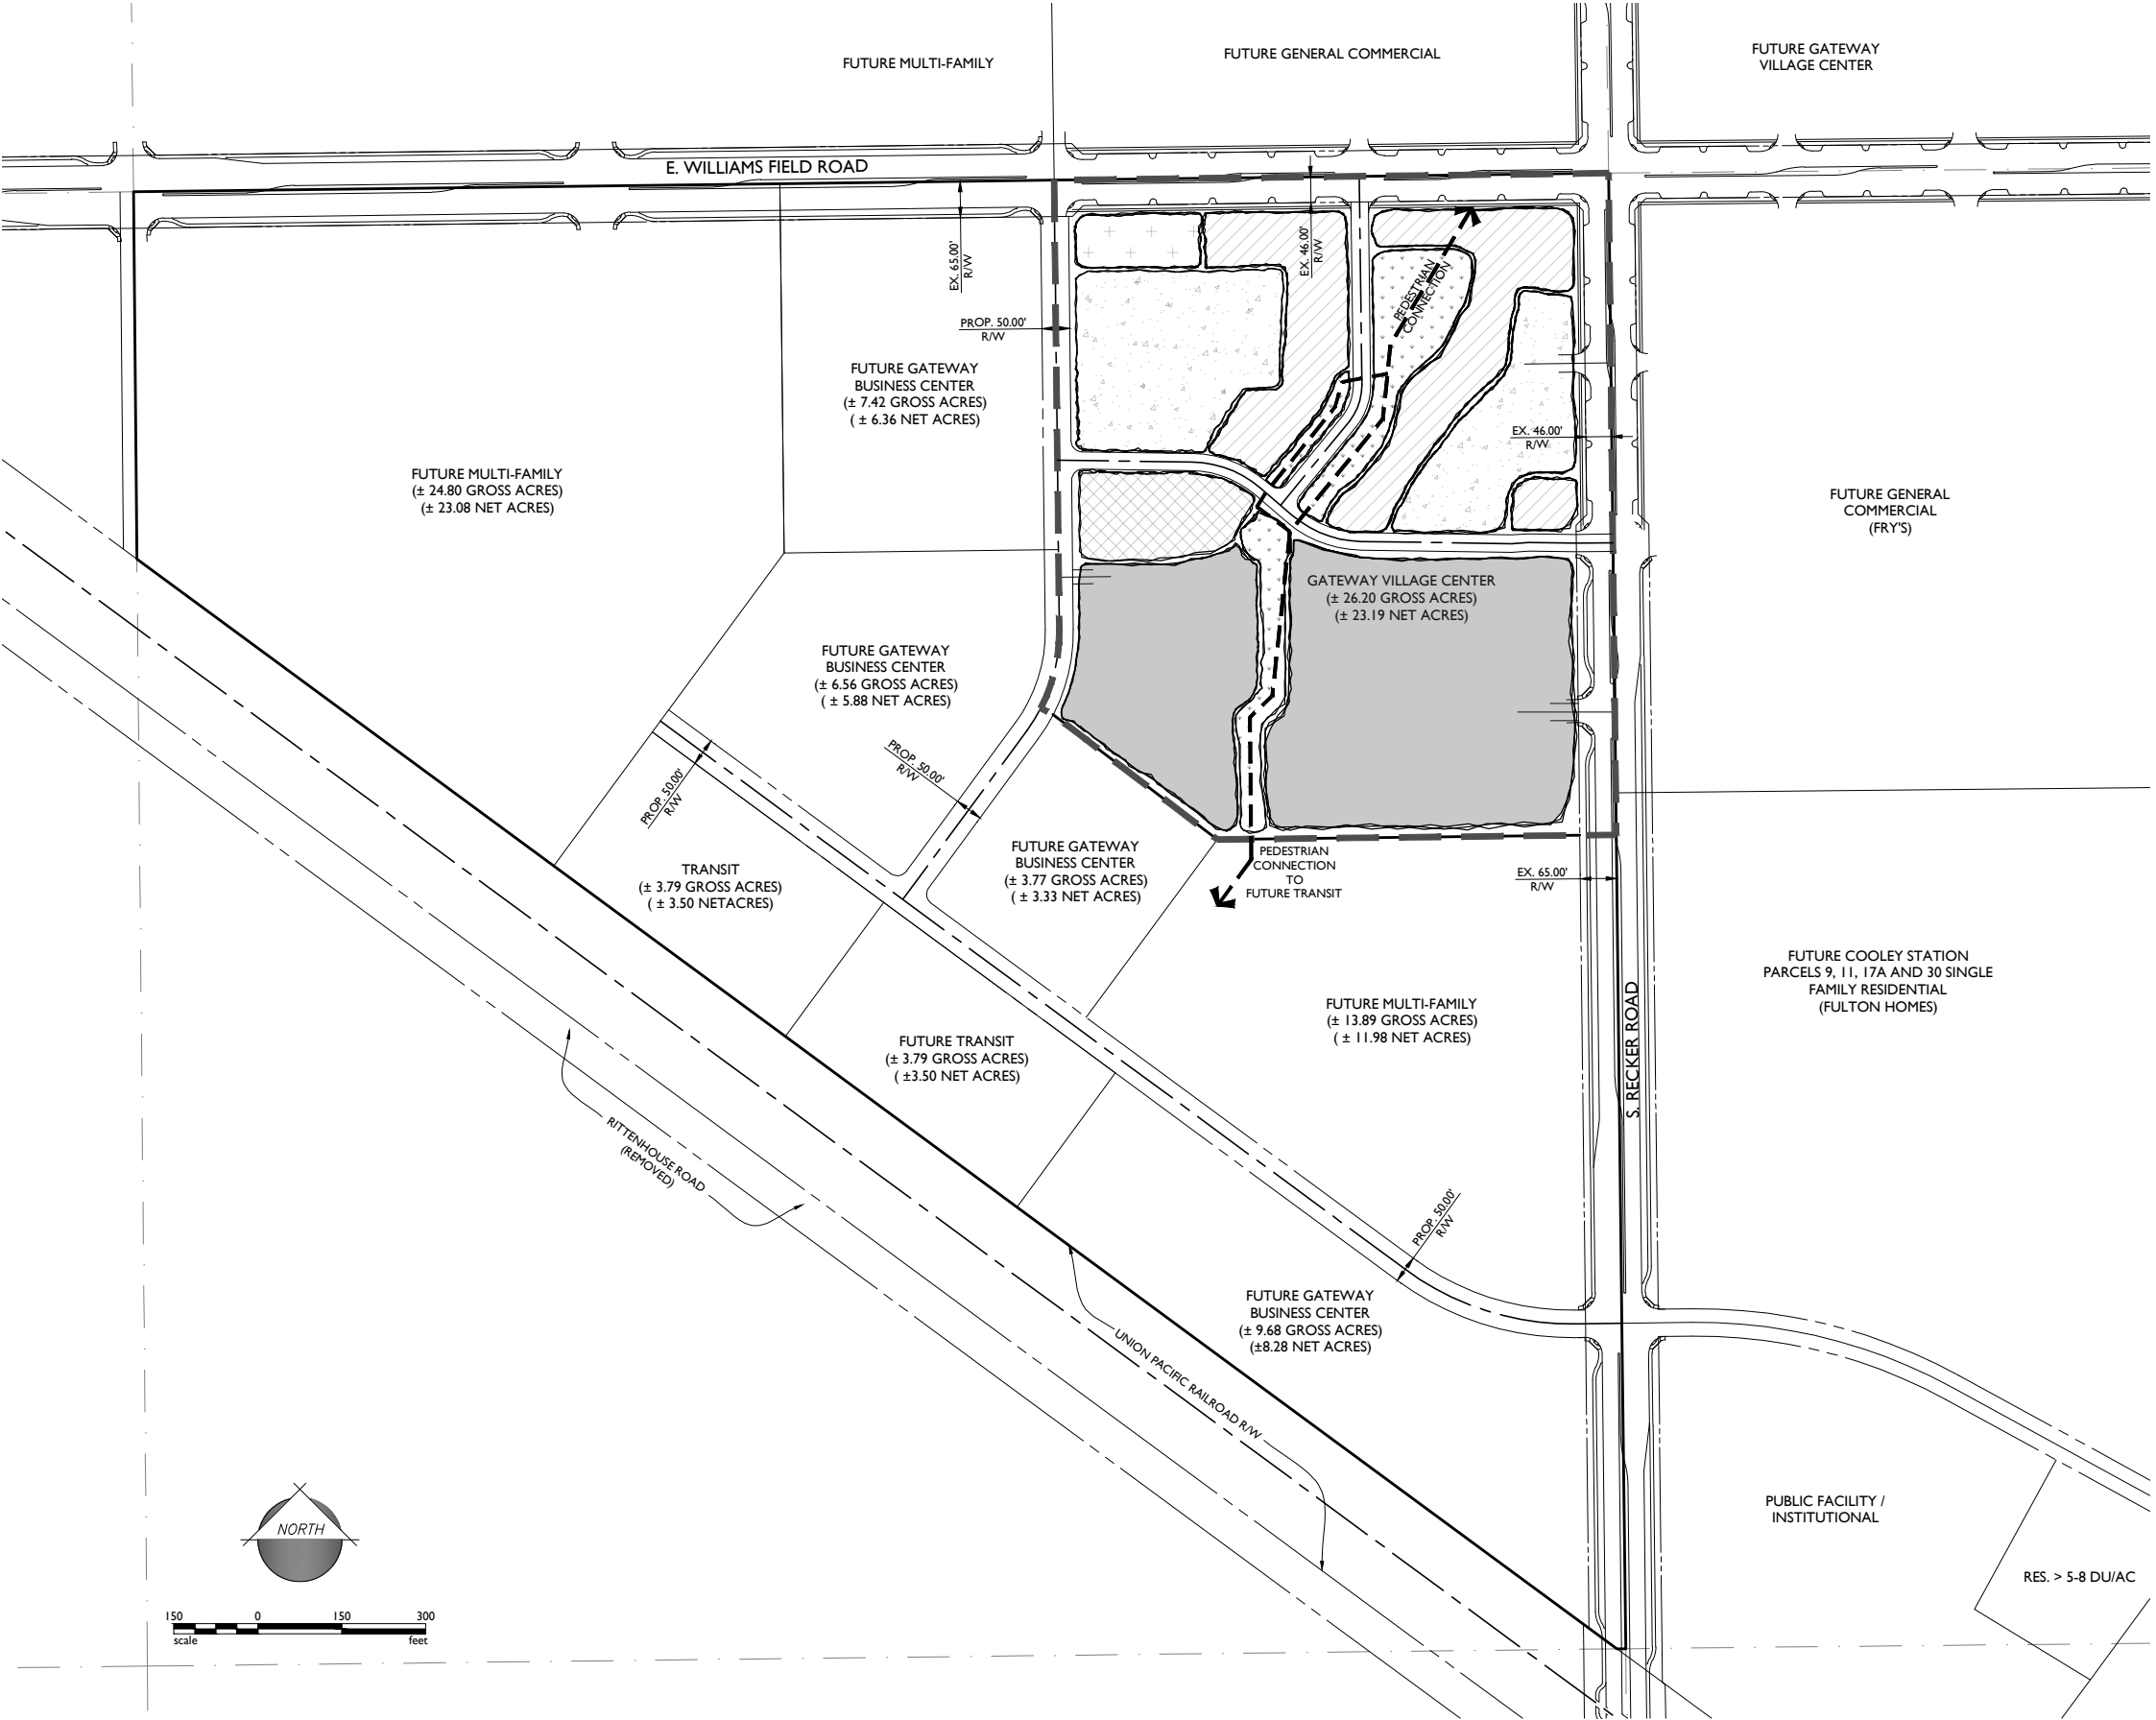 FUTURE MULTI-FAMILY
FUTURE GENERAL COMMERCIAL
FUTURE GATEWAY
VILLAGE CENTER
E. WILLIAMS FIELD ROAD
EX. 65.00'
R/W
EX. 46.00'
R/W
PEDESTRIAN
CONNECTION
PROP. 50.00'
R/W
FUTURE GATEWAY
BUSINESS CENTER
(± 7.42 GROSS ACRES)
( ± 6.36 NET ACRES)
EX. 46.00'
R/W
FUTURE MULTI-FAMILY
(± 24.80 GROSS ACRES)
(± 23.08 NET ACRES)
FUTURE GENERAL
COMMERCIAL
(FRY'S)
GATEWAY VILLAGE CENTER
(± 26.20 GROSS ACRES)
(± 23.19 NET ACRES)
FUTURE GATEWAY
BUSINESS CENTER
(± 6.56 GROSS ACRES)
( ± 5.88 NET ACRES)
PROP. 50.00'
R/W
PROP. 50.00'
R/W
FUTURE GATEWAY
BUSINESS CENTER
(± 3.77 GROSS ACRES)
( ± 3.33 NET ACRES)
PEDESTRIAN
CONNECTION
TO
FUTURE TRANSIT
EX. 65.00'
R/W
TRANSIT
(± 3.79 GROSS ACRES)
( ± 3.50 NETACRES)
FUTURE COOLEY STATION
PARCELS 9, 11, 17A AND 30 SINGLE
FAMILY RESIDENTIAL
(FULTON HOMES)
FUTURE MULTI-FAMILY
(± 13.89 GROSS ACRES)
( ± 11.98 NET ACRES)
S. RECKER ROAD
FUTURE TRANSIT
(± 3.79 GROSS ACRES)
( ±3.50 NET ACRES)
RITTENHOUSE ROAD
(REMOVED)
PROP. 50.00'
R/W
FUTURE GATEWAY
BUSINESS CENTER
(± 9.68 GROSS ACRES)
(±8.28 NET ACRES)
UNION PACIFIC RAILROAD R/W
PUBLIC FACILITY /
INSTITUTIONAL
NORTH
RES. > 5-8 DU/AC
150 0 150 300
scale feet